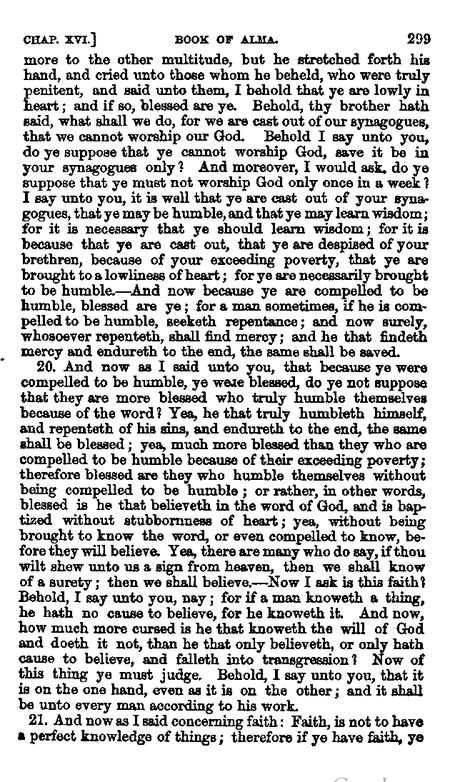 CHAP. XVI.] BOOK OF ALMA. 299
more to the other multitude, but he stretched forth his
hand, and cried unto those whom he beheld, who were truly
penitent, and said unto them, I behold that ye are lowly in
heart; and if so, blessed are ye. Behold, thy brother hath
said, what shall we do, for we are cast out of our synagogues,
that we cannot worship our God. Behold I say unto you,
do ye suppose that ye cannot worship God, save it be in
your synagogues only? And moreover, I would ask, do ye
suppose that ye must not worship God only once in a week?
I say unto you, it is well that ye are cast out of your syna-
gogues, that ye may be humble, and that ye may learn wisdom;
for it is necessary that ye should learn wisdom; for it is
because that ye are cast out, that ye are despised of your
brethren, because of your exceeding poverty, that ye are
brought to a lowliness of heart; for ye are necessarily brought
to be humble.—And now because ye are compelled to be
humble, blessed are ye; for a man sometimes, if he is com-
pelled to be humble, seeketh repentance; and now surely,
whosoever repenteth, shall find mercy; and he that findeth
mercy and endureth to the end, the same shall be saved.
20. And now as I said unto you, that because ye were
compelled to be humble, ye were blessed, do ye not suppose
that they are more blessed who truly humble themselves
because of the word? Yea, he that truly humbleth himself,
and repenteth of his sins, and endureth to the end, the same
shall be blessed; yea, much more blessed than they who are
compelled to be humble because of their exceeding poverty;
therefore blessed are they who humble themselves without
being compelled to be humble; or rather, in other words,
blessed is he that believeth in the word of God, and is bap-
tized without stubbornness of heart; yea, without being
brought to know the word, or even compelled to know, be-
fore they will believe. Yea, there are many who do say, if thou
wilt shew unto us a sign from heaven, then we shall know
of a surety; then we shall believe.—Now I ask is this faith?
Behold, I say unto you, nay; for if a man knoweth a thing,
he hath no cause to believe, for he knoweth it. And now,
how much more cursed is he that knoweth the will of God
and doeth it not, than he that only believeth, or only hath
cause to believe, and falleth into transgression? Now of
this thing ye must judge. Behold, I say unto you, that it
is on the one hand, even as it is on the other; and it shall
be unto every man according to his work.
21. And now as I said concerning faith: Faith, is not to have
a perfect knowledge of things; therefore if ye have faith, ye